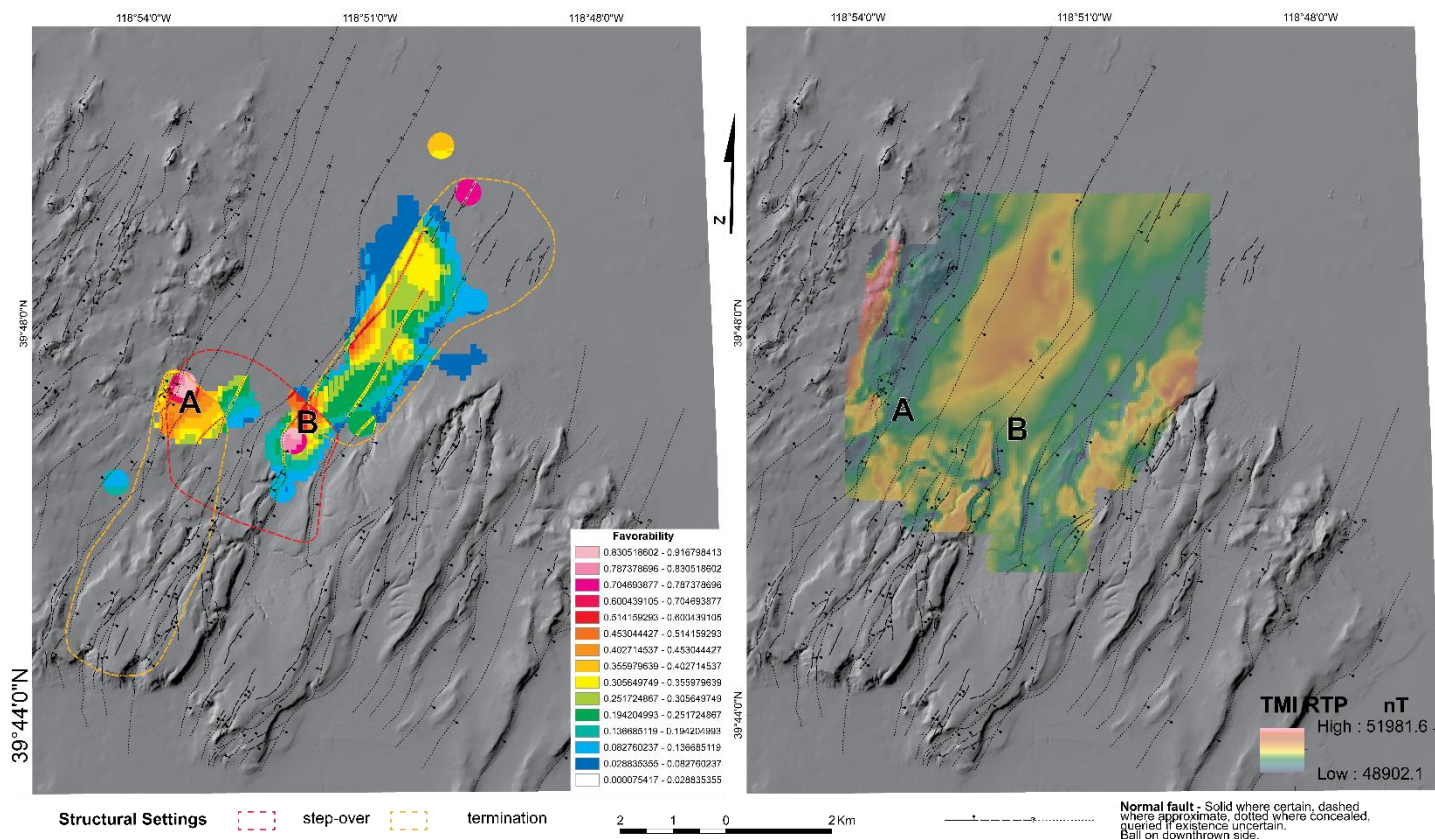 118°54'0"W 118°51'0"W 118°48'0"W
118°54'0"W 118°51'0"W 118°48'0"W
39°48'0"N
39°44'0"N
A
B
Favorability
0.830518602 - 0.916798413
0.787378696 - 0.830518602
0.704693877 - 0.787378696
0.600439105 - 0.704693877
0.514159293 - 0.600439105
0.453044427 - 0.514159293
0.402714537 - 0.453044427
0.355979639 - 0.402714537
0.305649749 - 0.355979639
0.251724867 - 0.305649749
0.194204993 - 0.251724867
0.136685119 - 0.194204993
0.082760237 - 0.136685119
0.028835355 - 0.082760237
0.000075417 - 0.028835355
N
39°48'0"N
39°44'0"N
A
B
TMI RTP nT
High : 51981.6
Low : 48902.1
Structural Settings step-over termination
2 1 0 2 Km
Normal fault - Solid where certain, dashed
where approximate, dotted where concealed,
queried if existence uncertain.
Ball on downthrown side.